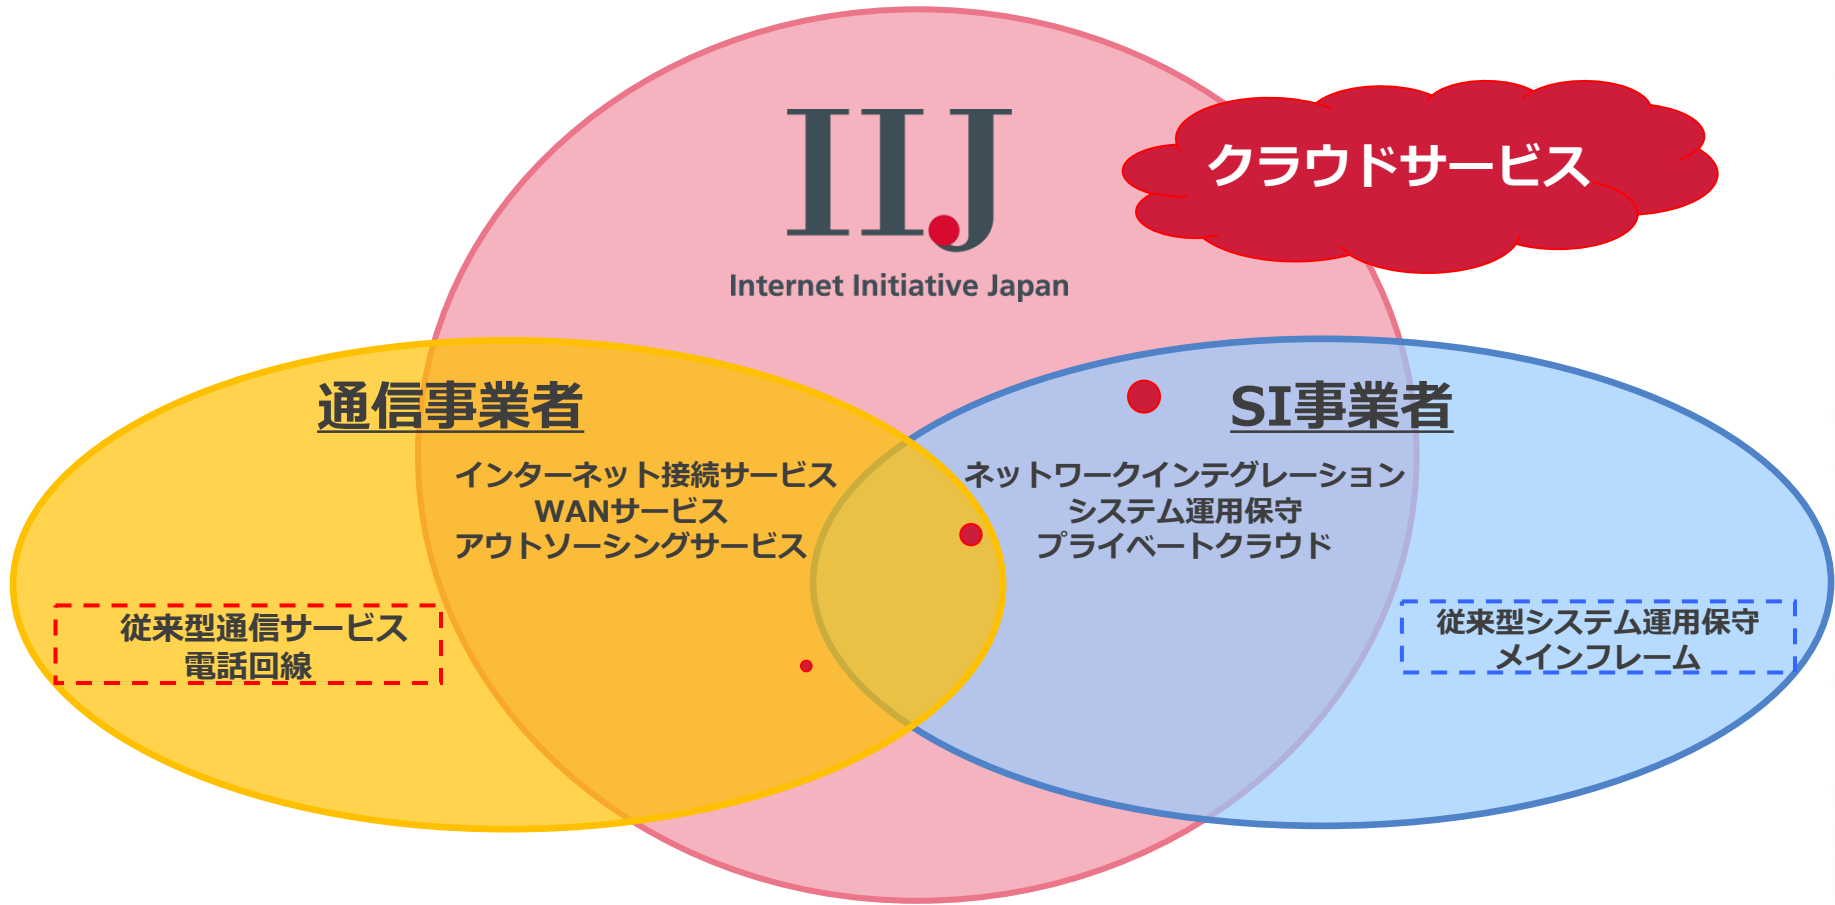 IIJ
Internet Initiative Japan
クラウドサービス
通信事業者
インターネット接続サービス
WANサービス
アウトソーシングサービス
従来型通信サービス
電話回線
SI事業者
ネットワークインテグレーション
システム運用保守
プライベートクラウド
従来型システム運用保守
メインフレーム